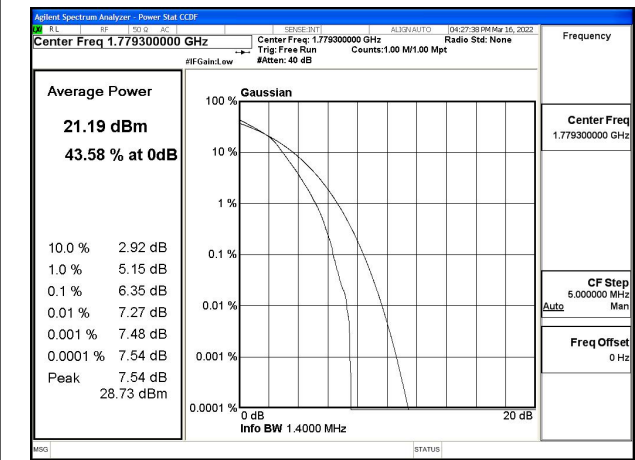 Agilent Spectrum Analyzer - Power Stat CCDF
RL RF 50 Ω AC SENSE:INT ALIGNAUTO 04:27:38 PM Mar 16, 2022
Center Freq 1.779300000 GHz
Center Freq: 1.779300000 GHz Radio Std: None
Trig: Free Run Counts:1.00 M/1.00 Mpt
#IFGain:Low #Atten: 40 dB
Frequency
Average Power
21.19 dBm
43.58 % at 0dB
10.0 % 2.92 dB
1.0 % 5.15 dB
0.1 % 6.35 dB
0.01 % 7.27 dB
0.001 % 7.48 dB
0.0001 % 7.54 dB
Peak 7.54 dB
28.73 dBm
Gaussian
100 %
10 %
1 %
0.1 %
0.01 %
0.001 %
0.0001 %
0 dB 20 dB
Info BW 1.4000 MHz
Center Freq
1.779300000 GHz
CF Step
5.000000 MHz
Auto Man
Freq Offset
0 Hz
MSG STATUS